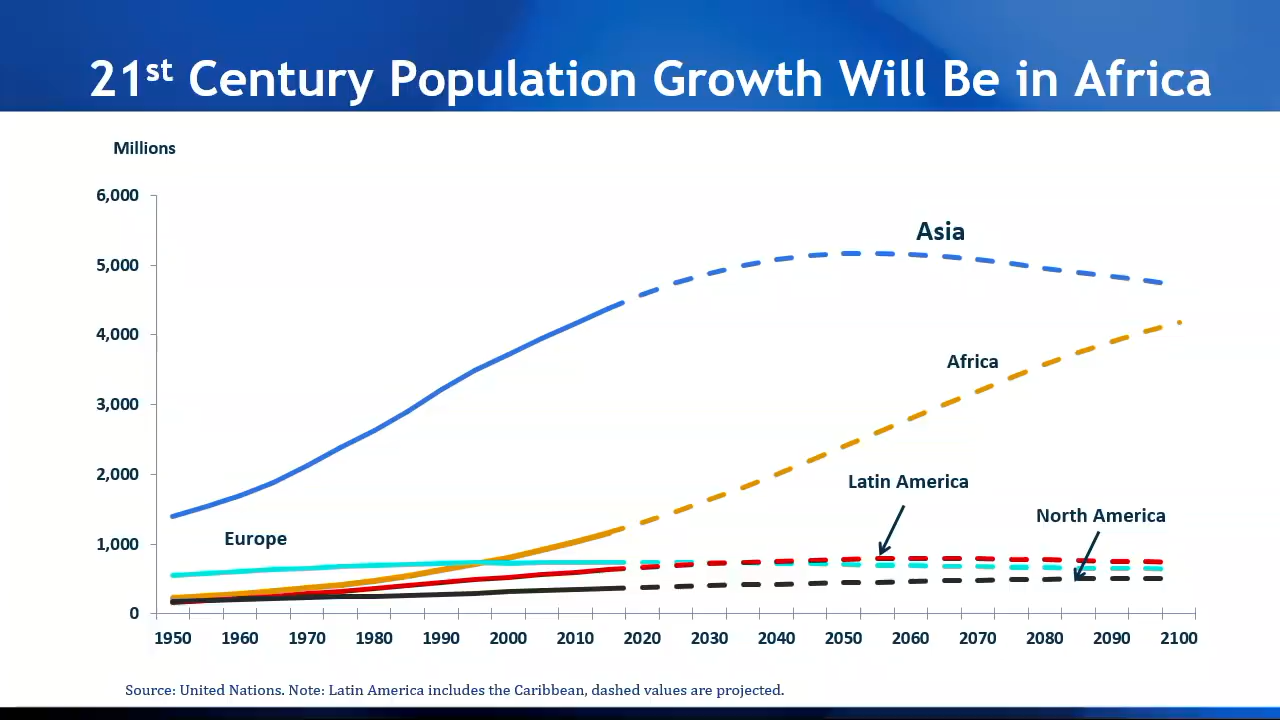 21st Century Population Growth Will Be in Africa
Millions
6,000
Asia
5,000
4,000
Africa
3,000
2,000
Latin America
North America
1,000
Europe
0
1950 1960 1970 1980 1990 2000 2010 2020 2030 2040 2050 2060 2070 2080 2090 2100
Source: United Nations. Note: Latin America includes the Caribbean, dashed values are projected.